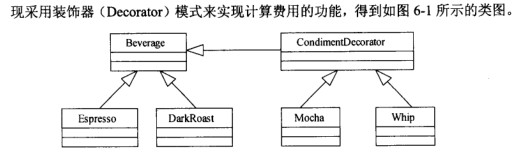 现采用装饰器（Decorator）模式来实现计算费用的功能，得到如图 6-1 所示的类图。
Beverage
CondimentDecorator
Espresso
DarkRoast
Mocha
Whip